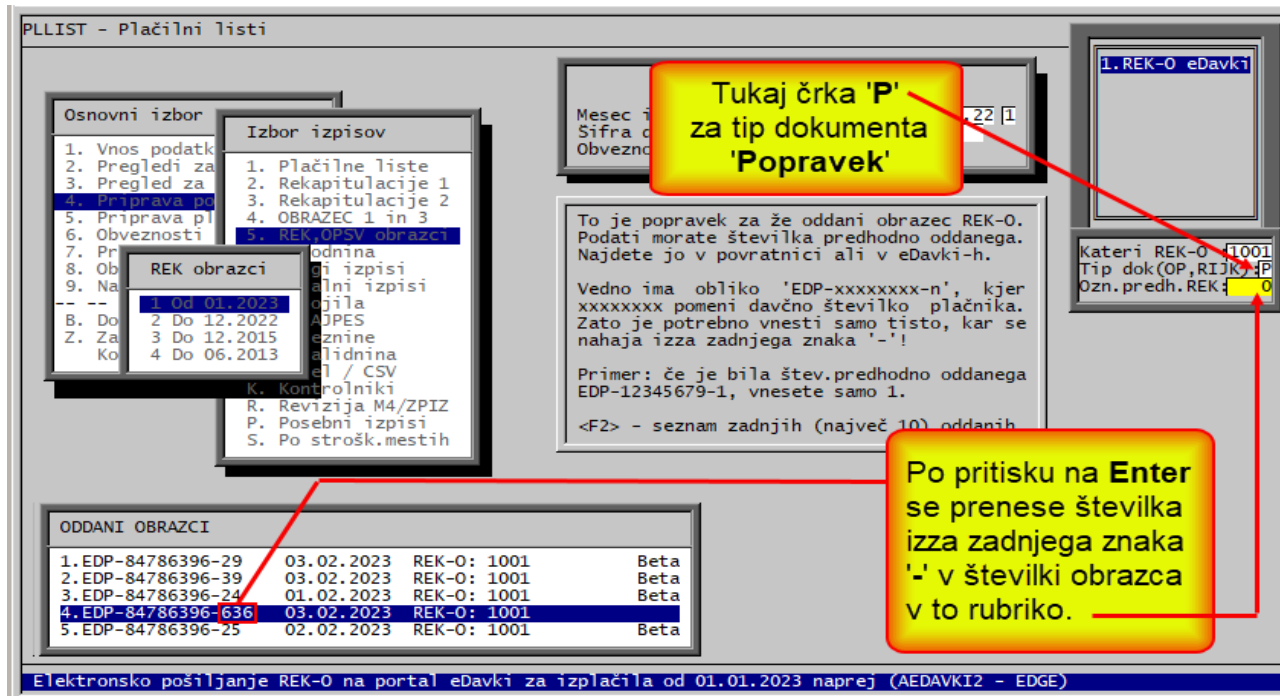 PLLIST - Plačilni listi
Osnovni izbor
1. Vnos podatk
2. Pregledi za
3. Pregled za
4. Priprava po
5. Priprava pl
6. Obveznosti
7. Pr
8. Ob
9. Na
-- --
B. Do
Z. Za
Ko
Izbor izpisov
1. Plačilne liste
2. Rekapitulacije 1
3. Rekapitulacije 2
4. OBRAZEC 1 in 3
5. REK,OPSV obrazci
odnina
gi izpisi
alni izpisi
ojila
AJPES
eznine
alidnina
el / CSV
K. Kontrolniki
R. Revizija M4/ZPIZ
P. Posebni izpisi
S. Po strošk.mestih
REK obrazci
1 Od 01.2023
2 Do 12.2022
3 Do 12.2015
4 Do 06.2013
Mesec i
.22 1
Šifra d
Obvezno
Tukaj črka 'P'
za tip dokumenta
'Popravek'
1.REK-O eDavki
Kateri REK-O :1001
Tip dok(OP,RIJK):P
Ozn.predh.REK: 0
To je popravek za že oddani obrazec REK-O.
Podati morate številka predhodno oddanega.
Najdete jo v povratnici ali v eDavki-h.
Vedno ima obliko 'EDP-xxxxxxxx-n', kjer
xxxxxxxx pomeni davčno številko plačnika.
Zato je potrebno vnesti samo tisto, kar se
nahaja izza zadnjega znaka '-'!
Primer: če je bila štev.predhodno oddanega
EDP-12345679-1, vnesete samo 1.
<F2> - seznam zadnjih (največ 10) oddanih
Po pritisku na Enter
se prenese številka
izza zadnjega znaka
'-' v številki obrazca
v to rubriko.
ODDANI OBRAZCI
1.EDP-84786396-29 03.02.2023 REK-O: 1001 Beta
2.EDP-84786396-39 03.02.2023 REK-O: 1001 Beta
3.EDP-84786396-24 01.02.2023 REK-O: 1001 Beta
4.EDP-84786396-636 03.02.2023 REK-O: 1001
5.EDP-84786396-25 02.02.2023 REK-O: 1001 Beta
Elektronsko pošiljanje REK-O na portal eDavki za izplačila od 01.01.2023 naprej (AEDAVKI2 - EDGE)